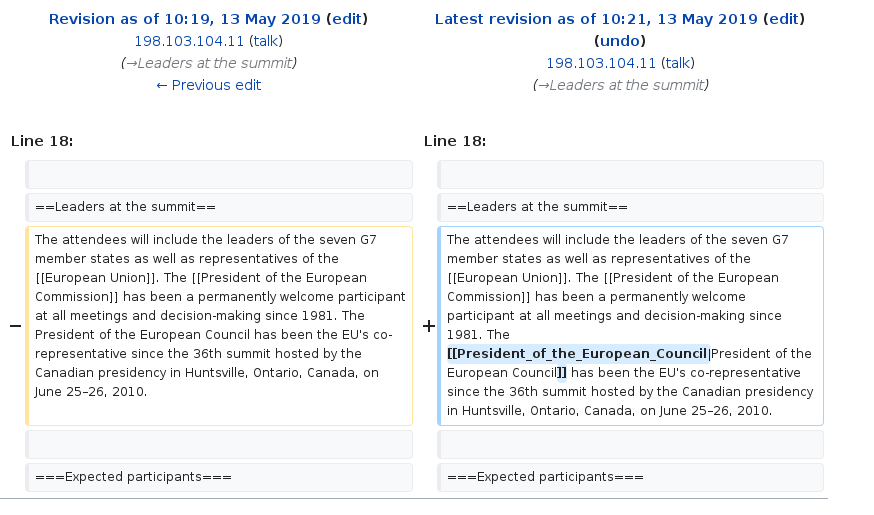 Revision as of 10:19, 13 May 2019 (edit)
198.103.104.11 (talk)
(→Leaders at the summit)
← Previous edit
Latest revision as of 10:21, 13 May 2019 (edit)
(undo)
198.103.104.11 (talk)
(→Leaders at the summit)
Line 18:
==Leaders at the summit==
−
The attendees will include the leaders of the seven G7
member states as well as representatives of the
[[European Union]]. The [[President of the European
Commission]] has been a permanently welcome participant
at all meetings and decision-making since 1981. The
President of the European Council has been the EU's co-
representative since the 36th summit hosted by the
Canadian presidency in Huntsville, Ontario, Canada, on
June 25–26, 2010.
===Expected participants===
Line 18:
==Leaders at the summit==
+
The attendees will include the leaders of the seven G7
member states as well as representatives of the
[[European Union]]. The [[President of the European
Commission]] has been a permanently welcome
participant at all meetings and decision-making since
1981. The
[[President_of_the_European_Council|President of the
European Council]] has been the EU's co-representative
since the 36th summit hosted by the Canadian presidency
in Huntsville, Ontario, Canada, on June 25–26, 2010.
===Expected participants===